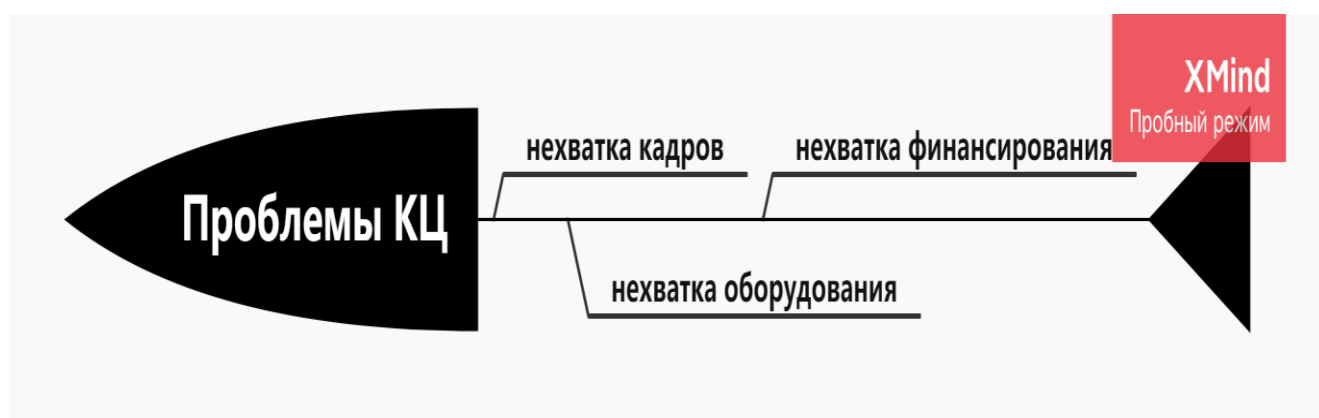 XMind
Пробный режим
нехватка кадров
нехватка финансирования
Проблемы КЦ
нехватка оборудования